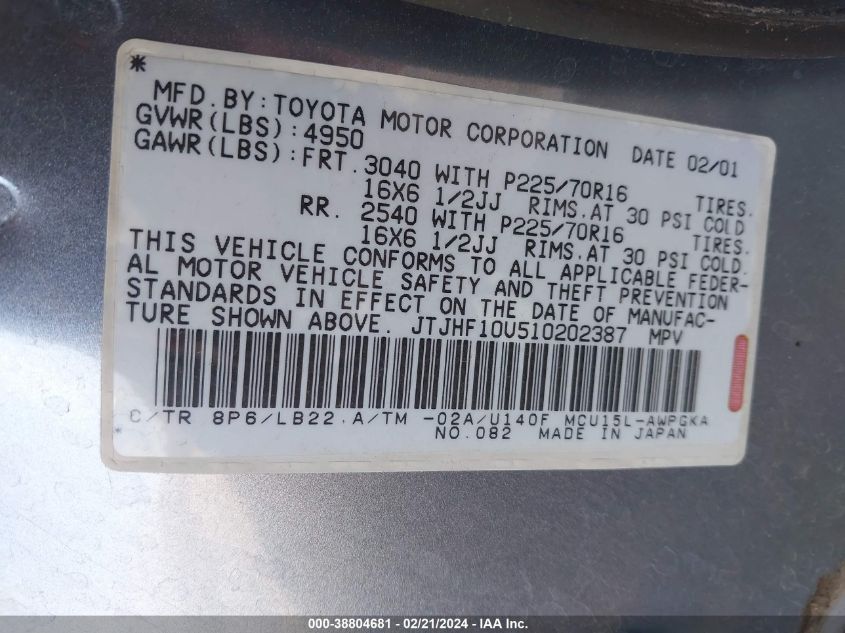 *
MFD. BY: TOYOTA MOTOR CORPORATION DATE 02/01
GVWR(LBS):4950
GAWR(LBS):FRT. 3040 WITH P225/70R16 TIRES.
16X6 1/2JJ RIMS.AT 30 PSI COLD
RR. 2540 WITH P225/70R16 TIRES.
16X6 1/2JJ RIMS.AT 30 PSI COLD.
THIS VEHICLE CONFORMS TO ALL APPLICABLE FEDER-
AL MOTOR VEHICLE SAFETY AND THEFT PREVENTION
STANDARDS IN EFFECT ON THE DATE OF MANUFAC-
TURE SHOWN ABOVE. JTJHF10U510202387 MPV
C/TR 8P6/LB22.A/TM -02A/U140F MCU15L-AWPGKA
* NO.082 MADE IN JAPAN
000-38804681 - 02/21/2024 - IAA Inc.